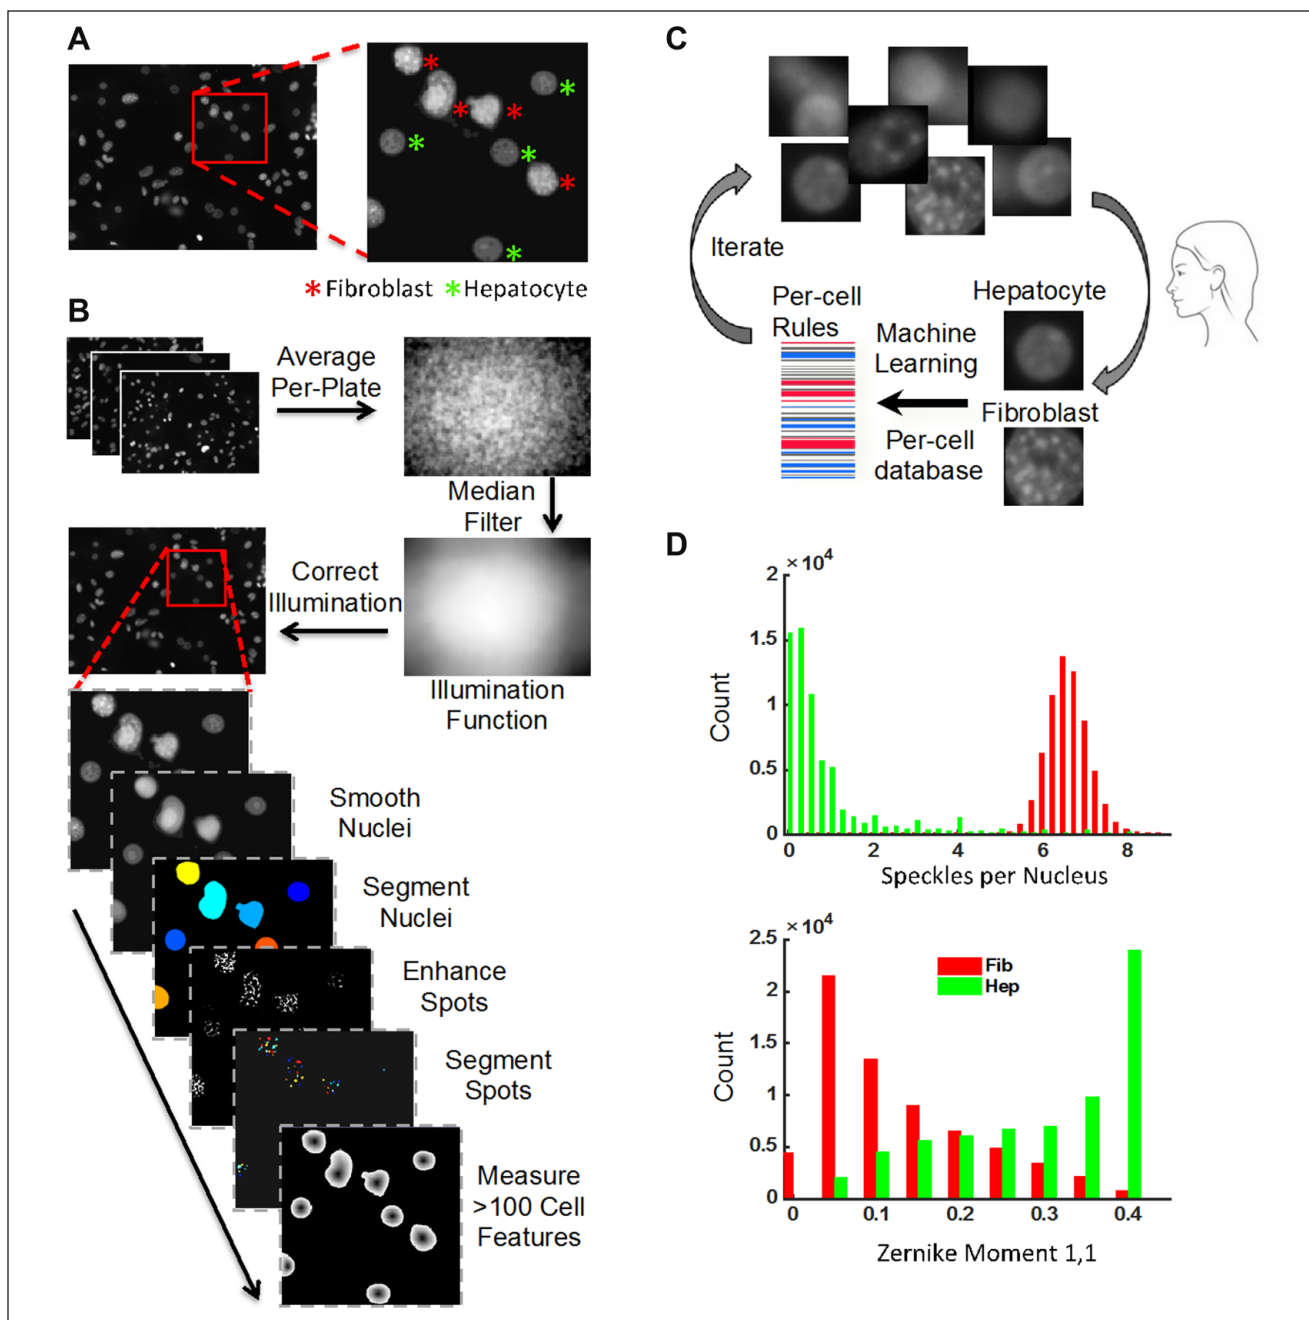 A
* Fibroblast * Hepatocyte
B
Average
Per-Plate
Median
Filter
Correct
Illumination
Illumination
Function
Smooth
Nuclei
Segment
Nuclei
Enhance
Spots
Segment
Spots
Measure
>100 Cell
Features
C
Iterate
Per-cell
Rules
Machine
Learning
Per-cell
database
Hepatocyte
Fibroblast
D
×10⁴
2
1.5
1
0.5
0
Count
0 2 4 6 8
Speckles per Nucleus
×10⁴
2.5
2
1.5
1
0.5
0
Count
Fib
Hep
0 0.1 0.2 0.3 0.4
Zernike Moment 1,1